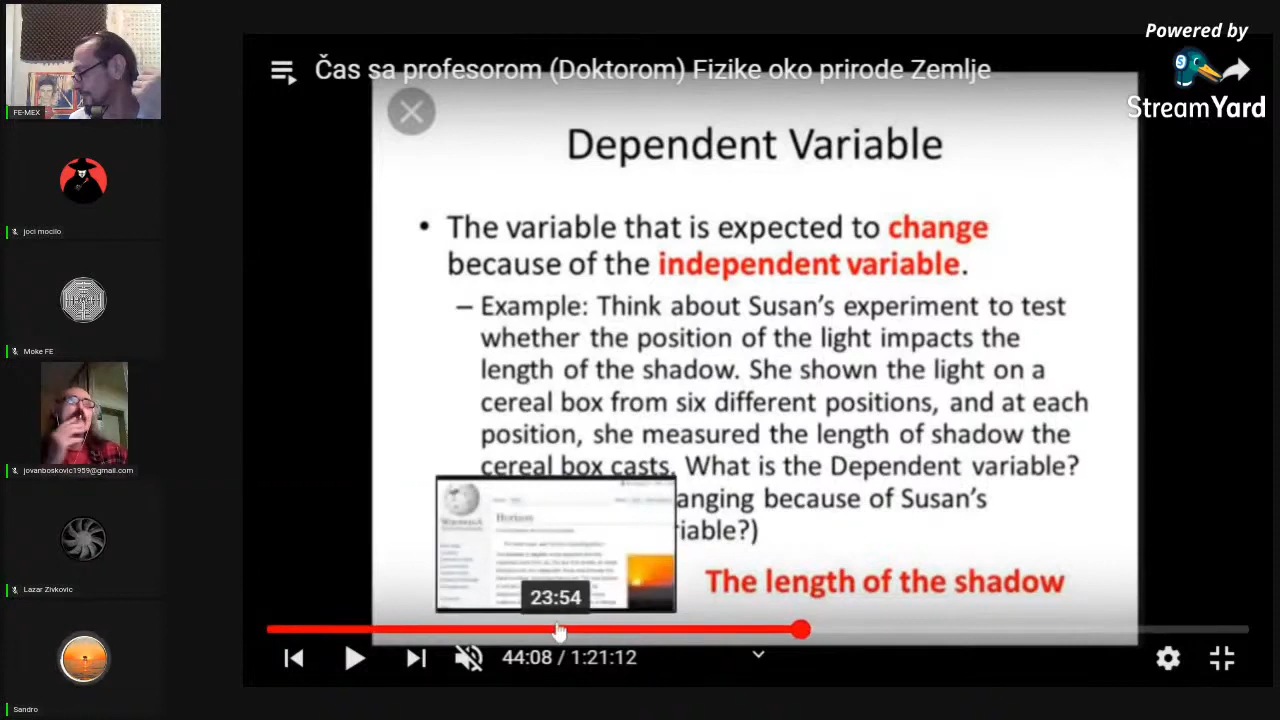 Powered by
StreamYard
Čas sa profesorom (Doktorom) Fizike oko prirode Zemlje
FE-MEX
joci mocilo
Moke FE
jovanboskovic1959@gmail.com
Lazar Zivkovic
Sandro
Dependent Variable
• The variable that is expected to change
because of the independent variable.
– Example: Think about Susan's experiment to test
whether the position of the light impacts the
length of the shadow. She shown the light on a
cereal box from six different positions, and at each
position, she measured the length of shadow the
cereal box casts. What is the Dependent variable?
anging because of Susan's
iable?)
The length of the shadow
Horizon
23:54
44:08 / 1:21:12